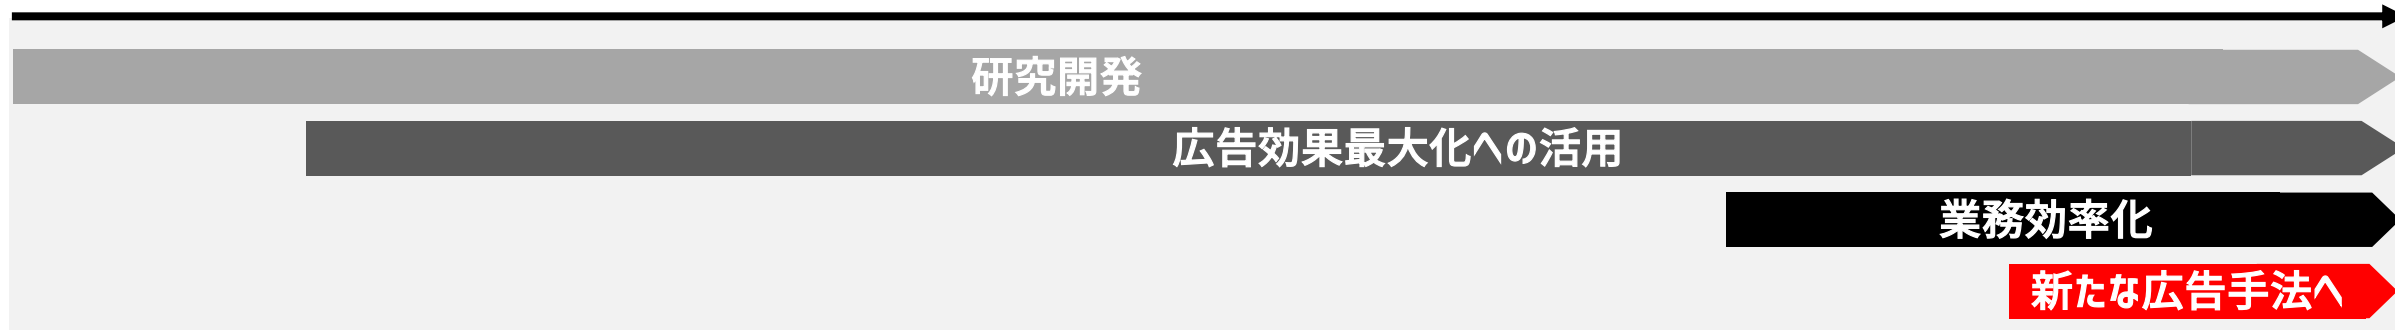 研究開発
広告効果最大化への活用
業務効率化
新たな広告手法へ